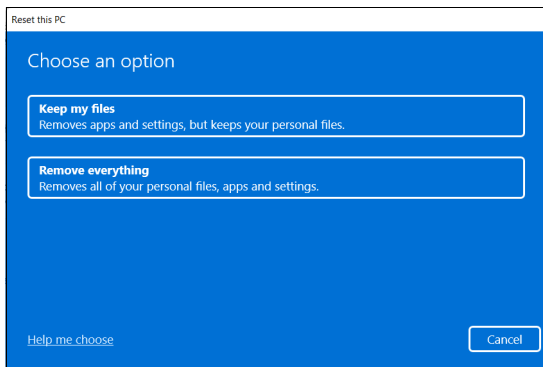 Reset this PC
Choose an option
Keep my files
Removes apps and settings, but keeps your personal files.
Remove everything
Removes all of your personal files, apps and settings.
Help me choose
Cancel